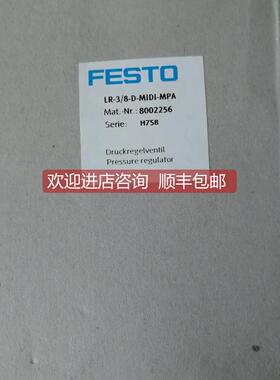 FESTO
LR-3/8-D-MIDI-MPA
Mat.-Nr.: 8002256
Serie: H758
Druckregelventil
Pressure regulator
欢迎进店咨询 顺丰包邮